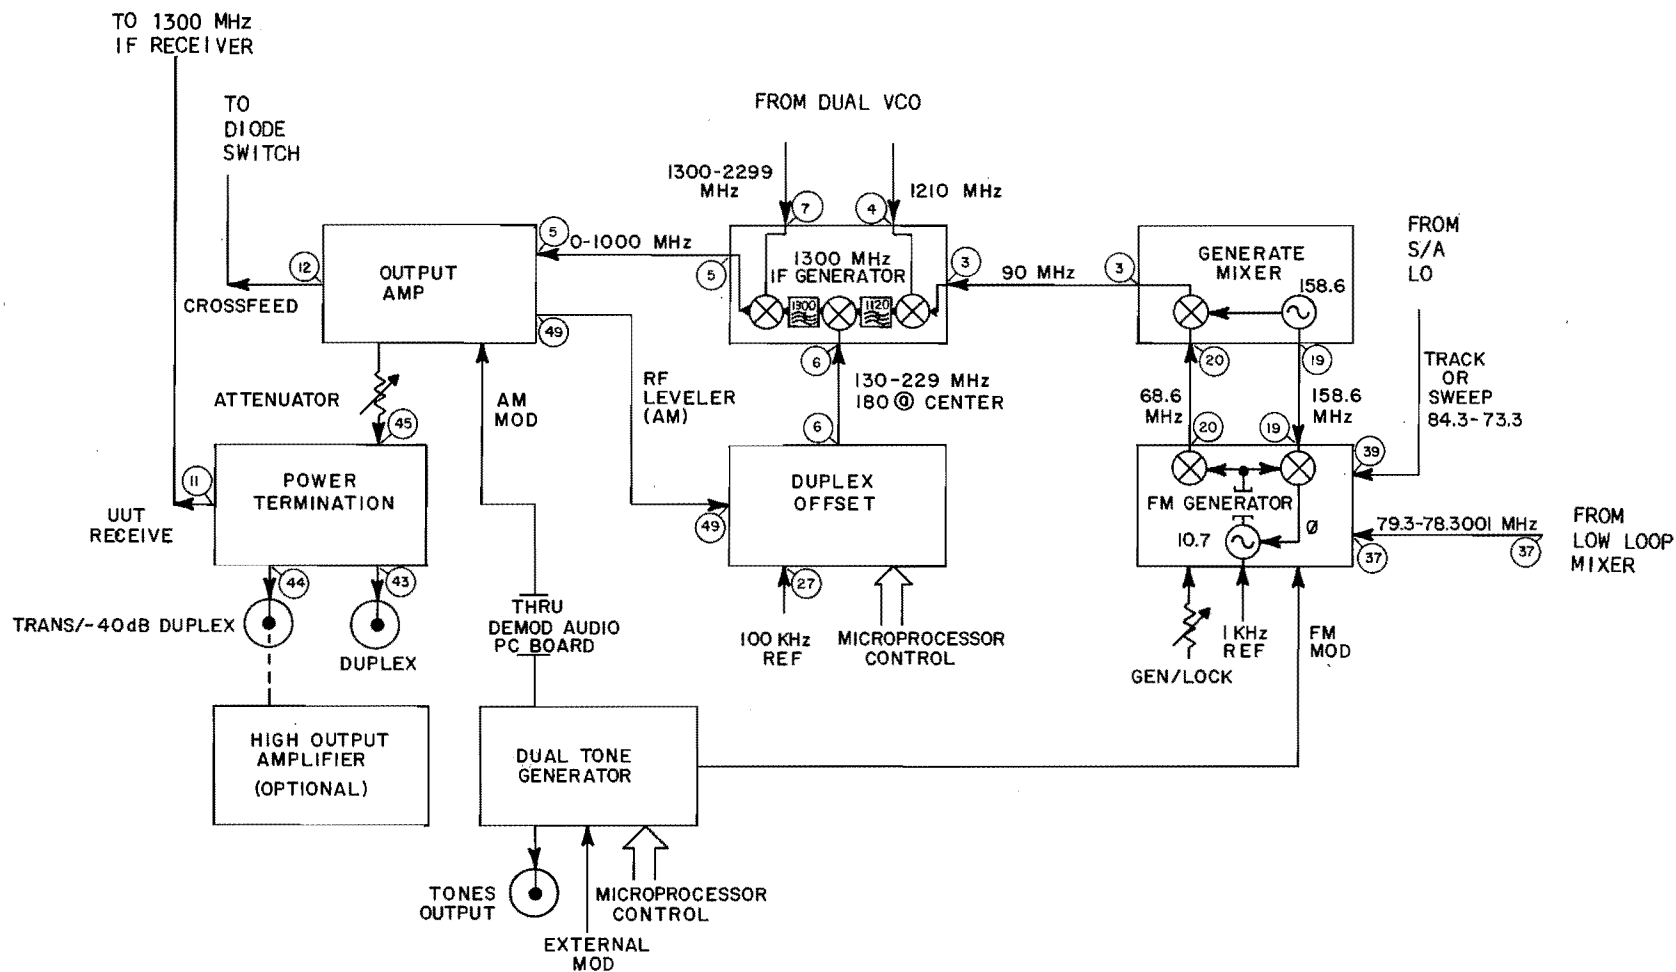 TO 1300 MHz
IF RECEIVER
TO
DIODE
SWITCH
FROM DUAL VCO
1300-2299
MHz
7
4
1210 MHz
FROM
S/A
LO
5
0-1000 MHz
5
12
CROSSFEED
OUTPUT
AMP
49
1300 MHz
IF GENERATOR
1300
1120
3
90 MHz
3
GENERATE
MIXER
158.6
6
20
19
TRACK
OR
SWEEP
84.3-73.3
ATTENUATOR
AM
MOD
RF
LEVELER
(AM)
130-229 MHz
180 @ CENTER
68.6
MHz
158.6
MHz
45
6
20
19
39
11
POWER
TERMINATION
DUPLEX
OFFSET
FM GENERATOR
10.7
Ø
UUT
RECEIVE
49
79.3-78.3001 MHz
37
37
FROM
LOW LOOP
MIXER
44
43
27
TRANS/-40dB DUPLEX
DUPLEX
THRU
DEMOD AUDIO
PC BOARD
100 KHz
REF
MICROPROCESSOR
CONTROL
GEN/LOCK
1 KHz
REF
FM
MOD
HIGH OUTPUT
AMPLIFIER
(OPTIONAL)
DUAL TONE
GENERATOR
TONES
OUTPUT
MICROPROCESSOR
CONTROL
EXTERNAL
MOD